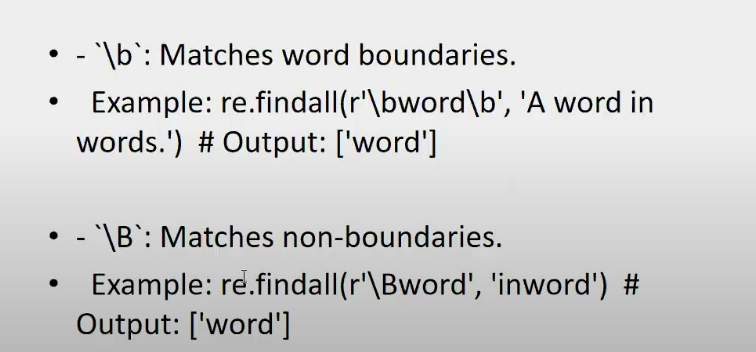 • - `\b`: Matches word boundaries.
• Example: re.findall(r'\bword\b', 'A word in
words.') # Output: ['word']
• - `\B`: Matches non-boundaries.
• Example: re.findall(r'\Bword', 'inword') #
Output: ['word']